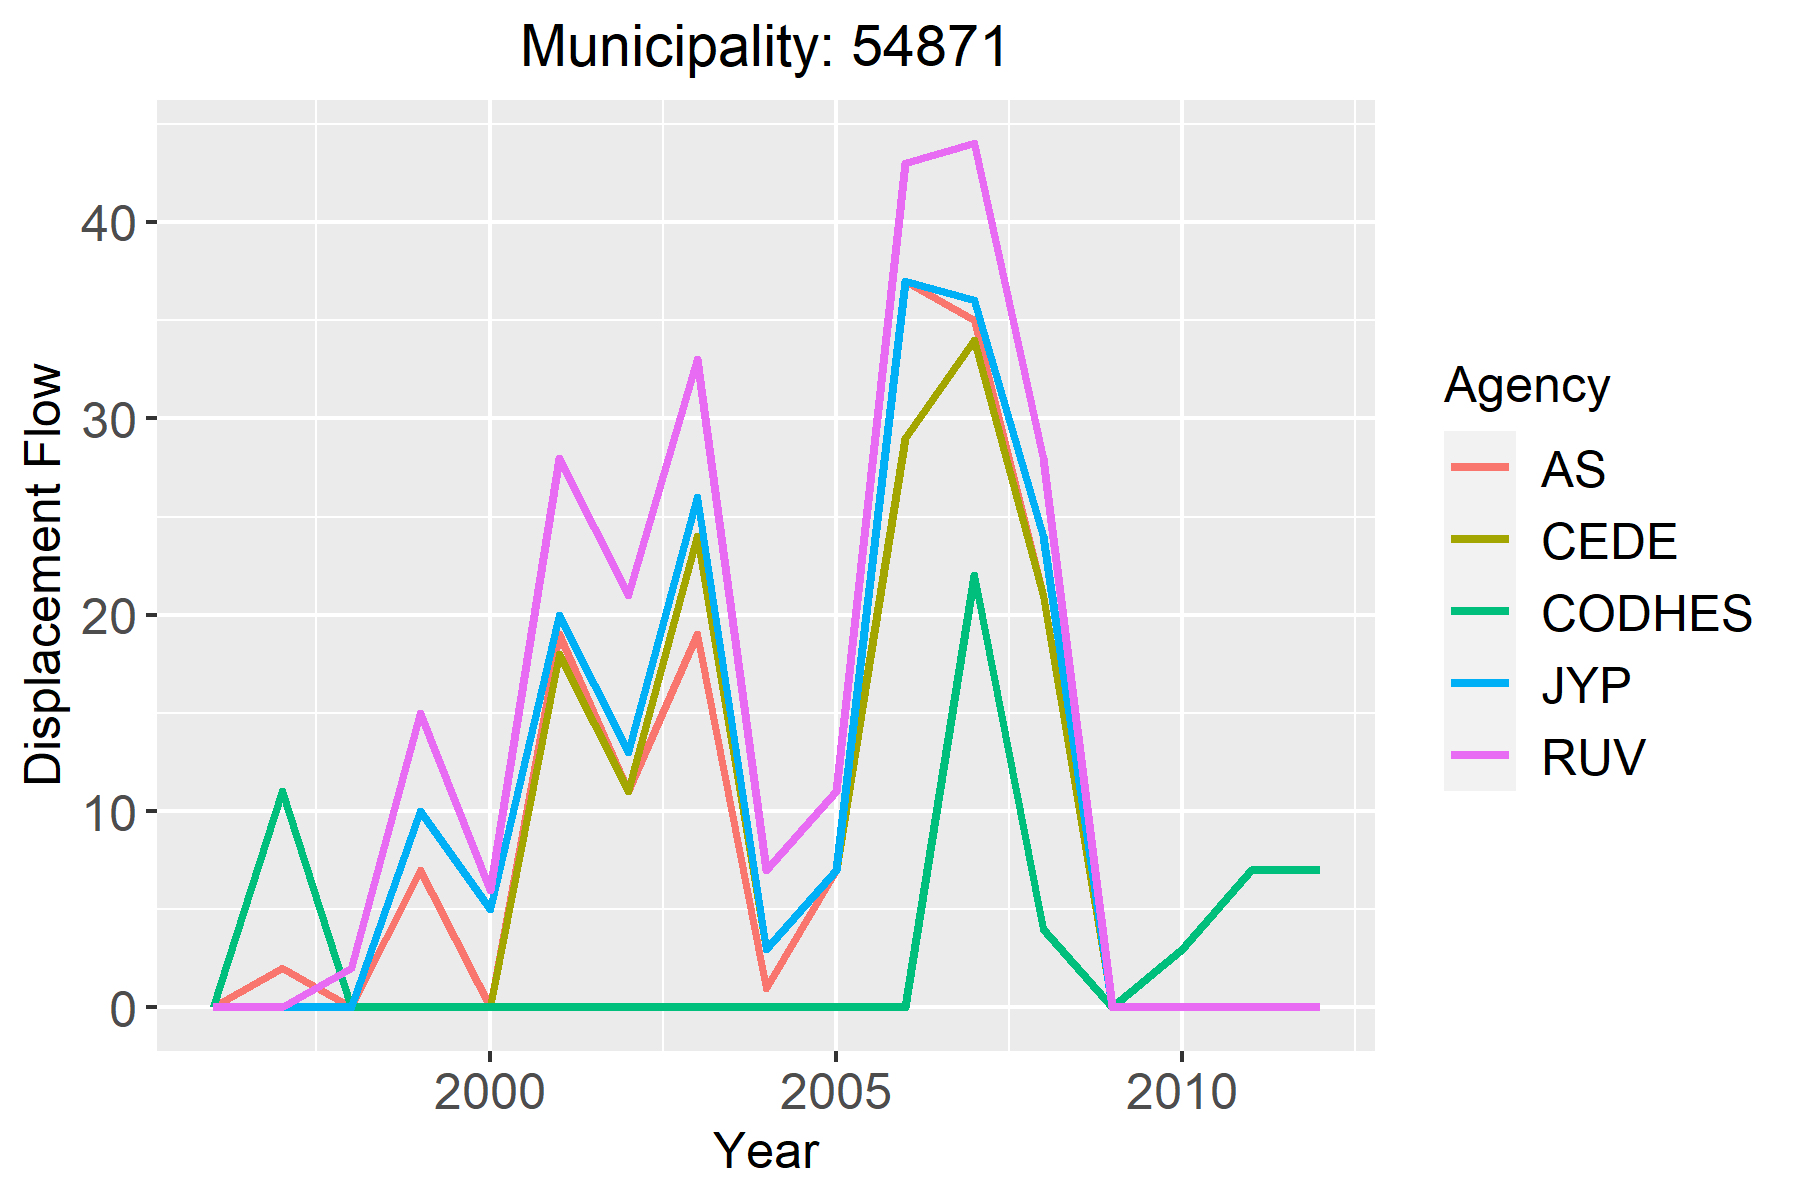 Municipality: 54871
Displacement Flow
40
30
20
10
0
2000 2005 2010
Year
Agency
AS
CEDE
CODHES
JYP
RUV